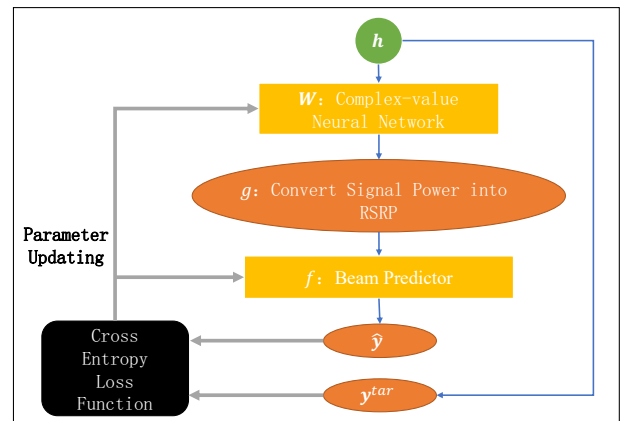 h
W: Complex-value
Neural Network
g: Convert Signal Power into
RSRP
Parameter
Updating
f: Beam Predictor
Cross
Entropy
Loss
Function
ŷ
y^{tar}